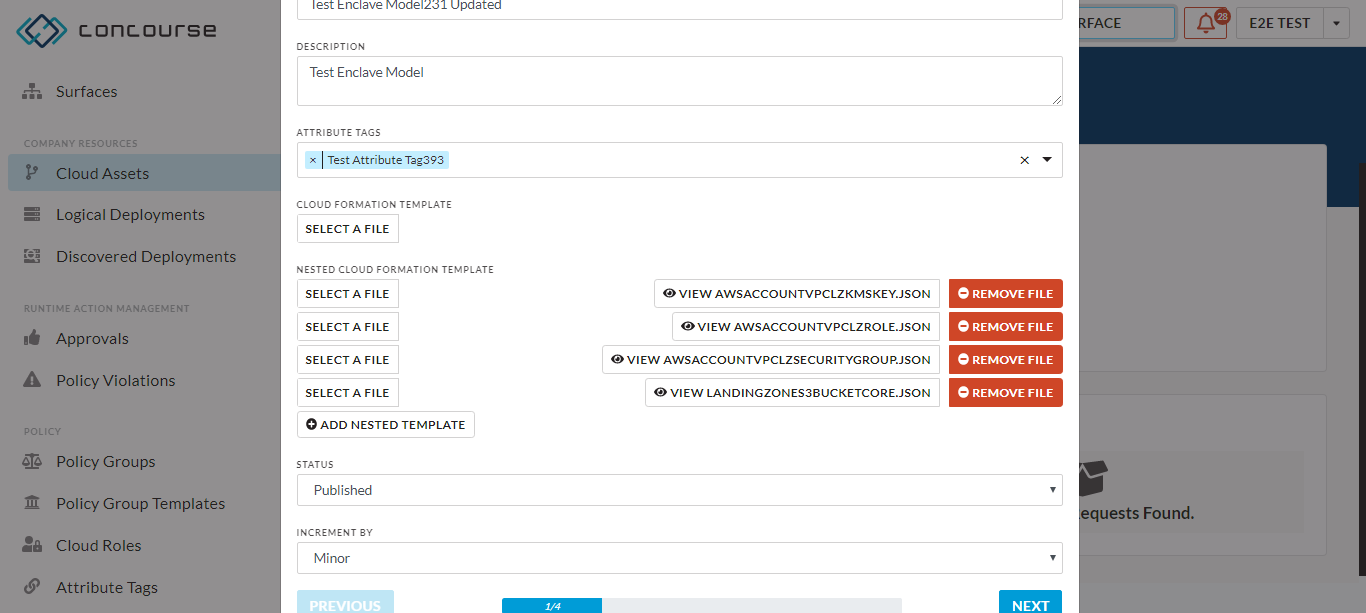 concourse
Surfaces
COMPANY RESOURCES
Cloud Assets
Logical Deployments
Discovered Deployments
RUNTIME ACTION MANAGEMENT
Approvals
Policy Violations
POLICY
Policy Groups
Policy Group Templates
Cloud Roles
Attribute Tags
Test Enclave Model231 Updated
DESCRIPTION
Test Enclave Model
ATTRIBUTE TAGS
× Test Attribute Tag393
CLOUD FORMATION TEMPLATE
SELECT A FILE
NESTED CLOUD FORMATION TEMPLATE
SELECT A FILE VIEW AWSACCOUNTVPCLZKMSKEY.JSON REMOVE FILE
SELECT A FILE VIEW AWSACCOUNTVPCLZROLE.JSON REMOVE FILE
SELECT A FILE VIEW AWSACCOUNTVPCLZSECURITYGROUP.JSON REMOVE FILE
SELECT A FILE VIEW LANDINGZONES3BUCKETCORE.JSON REMOVE FILE
ADD NESTED TEMPLATE
STATUS
Published
INCREMENT BY
Minor
PREVIOUS 1/4 NEXT
RFACE 28 E2E TEST
equests Found.